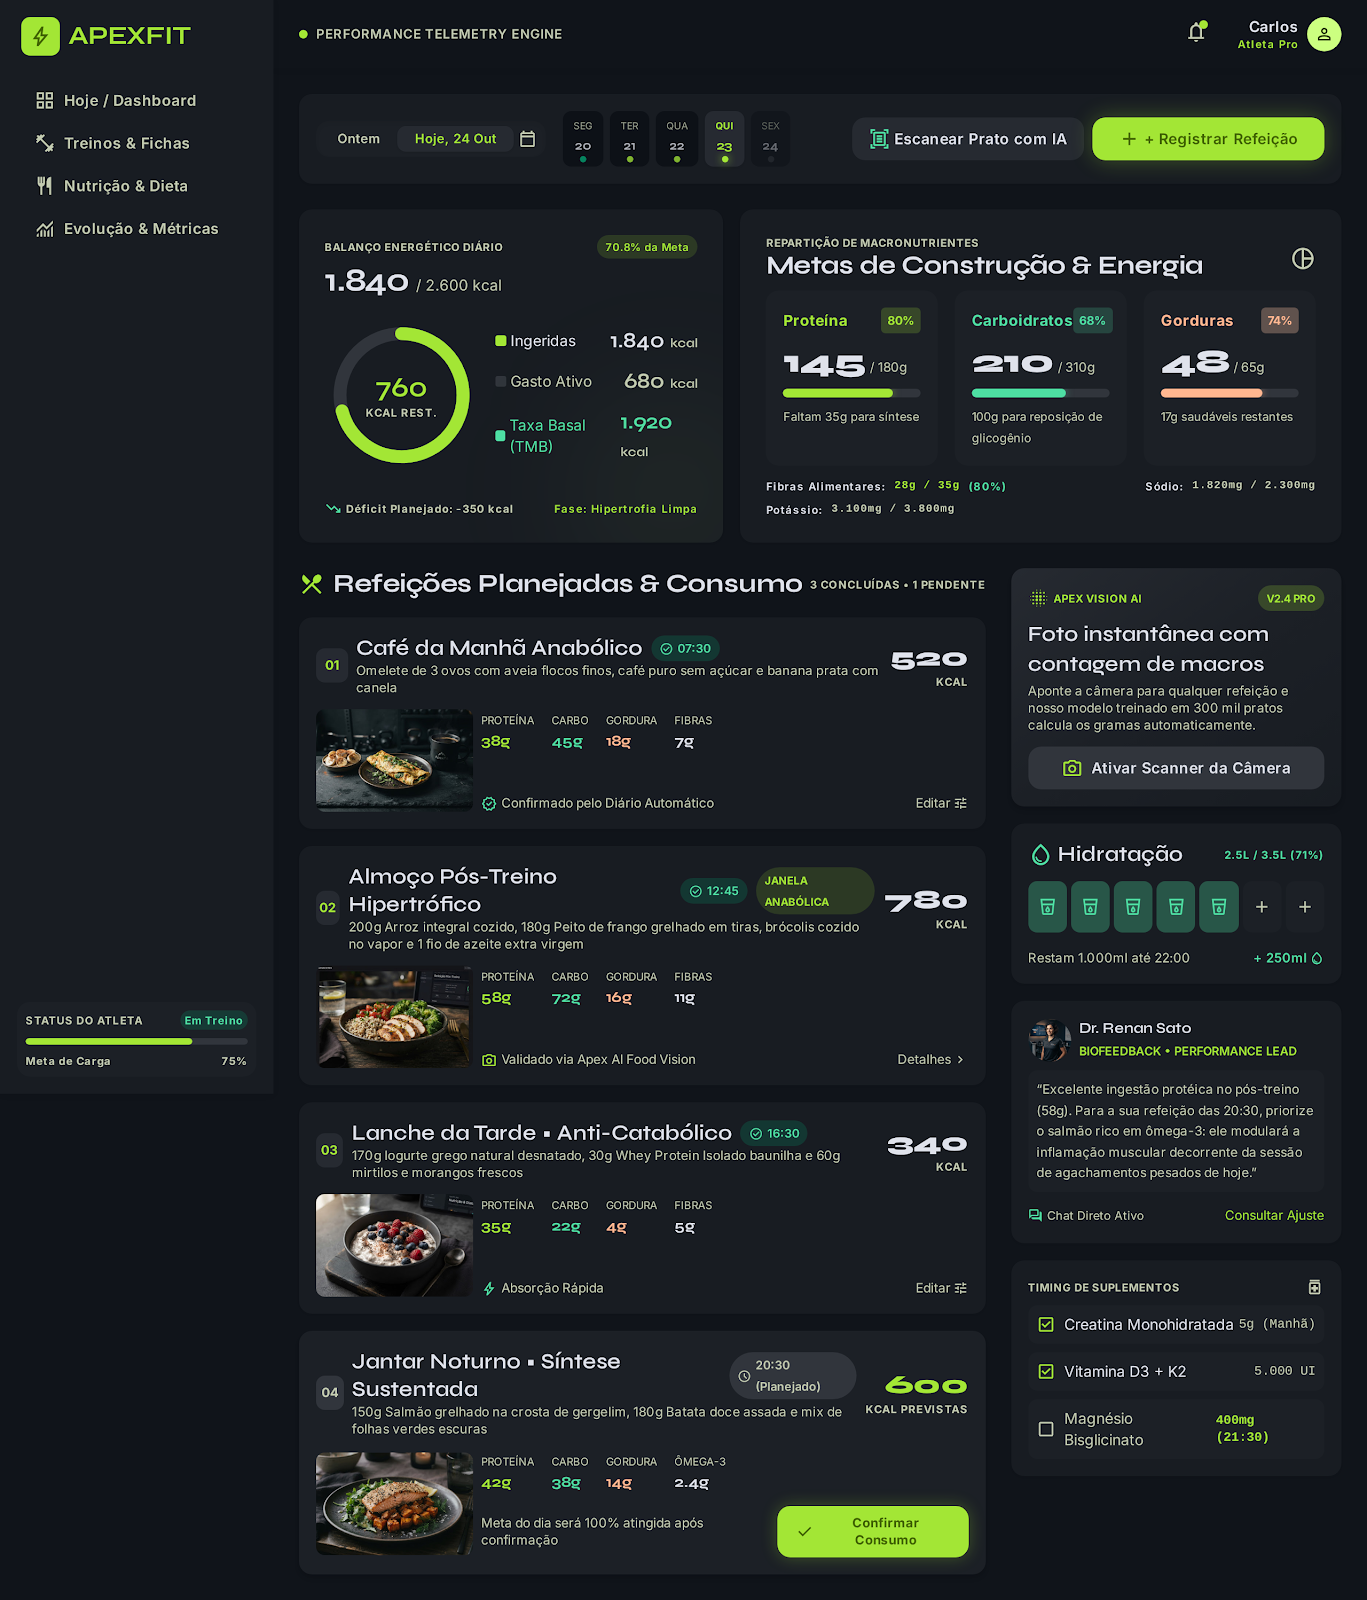 APEXFIT
Hoje / Dashboard
Treinos & Fichas
Nutrição & Dieta
Evolução & Métricas
STATUS DO ATLETA
Em Treino
Meta de Carga
75%
PERFORMANCE TELEMETRY ENGINE
Carlos
Atleta Pro
Ontem
Hoje, 24 Out
SEG
20
TER
21
QUA
22
QUI
23
SEX
24
Escanear Prato com IA
+ Registrar Refeição
BALANÇO ENERGÉTICO DIÁRIO
70.8% da Meta
1.840 / 2.600 kcal
760
KCAL REST.
Ingeridas
1.840 kcal
Gasto Ativo
680 kcal
Taxa Basal
(TMB)
1.920
kcal
Déficit Planejado: -350 kcal
Fase: Hipertrofia Limpa
REPARTIÇÃO DE MACRONUTRIENTES
Metas de Construção & Energia
Proteína
80%
145 / 180g
Faltam 35g para síntese
Carboidratos
68%
210 / 310g
100g para reposição de
glicogênio
Gorduras
74%
48 / 65g
17g saudáveis restantes
Fibras Alimentares: 28g / 35g (80%)
Sódio: 1.820mg / 2.300mg
Potássio: 3.100mg / 3.800mg
Refeições Planejadas & Consumo
3 CONCLUÍDAS • 1 PENDENTE
01
Café da Manhã Anabólico
07:30
Omelete de 3 ovos com aveia flocos finos, café puro sem açúcar e banana prata com
canela
520
KCAL
PROTEÍNA
CARBO
GORDURA
FIBRAS
38g
45g
18g
7g
Confirmado pelo Diário Automático
Editar
02
Almoço Pós-Treino
Hipertrófico
12:45
JANELA
ANABÓLICA
200g Arroz integral cozido, 180g Peito de frango grelhado em tiras, brócolis cozido
no vapor e 1 fio de azeite extra virgem
780
KCAL
PROTEÍNA
CARBO
GORDURA
FIBRAS
58g
72g
16g
11g
Validado via Apex AI Food Vision
Detalhes
03
Lanche da Tarde ▪ Anti-Catabólico
16:30
170g Iogurte grego natural desnatado, 30g Whey Protein Isolado baunilha e 60g
mirtilos e morangos frescos
340
KCAL
PROTEÍNA
CARBO
GORDURA
FIBRAS
35g
22g
4g
5g
Absorção Rápida
Editar
04
Jantar Noturno ▪ Síntese
Sustentada
20:30
(Planejado)
150g Salmão grelhado na crosta de gergelim, 180g Batata doce assada e mix de
folhas verdes escuras
600
KCAL PREVISTAS
PROTEÍNA
CARBO
GORDURA
ÔMEGA-3
42g
38g
14g
2.4g
Meta do dia será 100% atingida após
confirmação
Confirmar
Consumo
APEX VISION AI
V2.4 PRO
Foto instantânea com
contagem de macros
Aponte a câmera para qualquer refeição e
nosso modelo treinado em 300 mil pratos
calcula os gramas automaticamente.
Ativar Scanner da Câmera
Hidratação
2.5L / 3.5L (71%)
+
+
Restam 1.000ml até 22:00
+ 250ml
Dr. Renan Sato
BIOFEEDBACK • PERFORMANCE LEAD
“Excelente ingestão protéica no pós-treino
(58g). Para a sua refeição das 20:30, priorize
o salmão rico em ômega-3: ele modulará a
inflamação muscular decorrente da sessão
de agachamentos pesados de hoje.”
Chat Direto Ativo
Consultar Ajuste
TIMING DE SUPLEMENTOS
Creatina Monohidratada
5g (Manhã)
Vitamina D3 + K2
5.000 UI
Magnésio
Bisglicinato
400mg
(21:30)